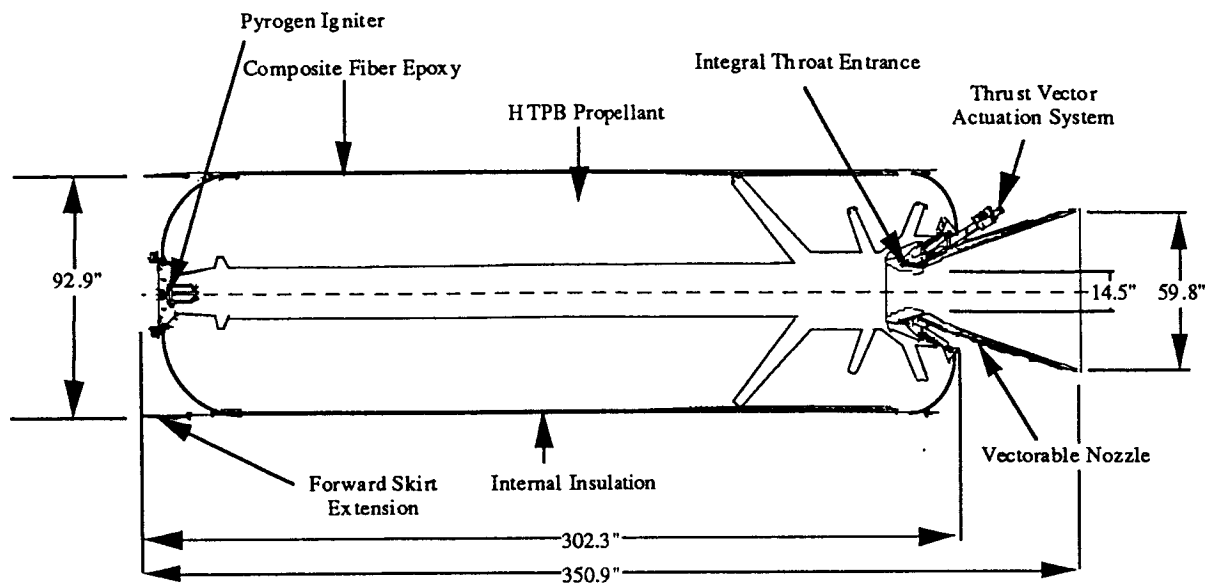 Pyrogen Igniter
Composite Fiber Epoxy
Integral Throat Entrance
Thrust Vector
Actuation System
HTPB Propellant
92.9"
14.5"
59.8"
Vectorable Nozzle
Forward Skirt
Extension
Internal Insulation
302.3"
350.9"